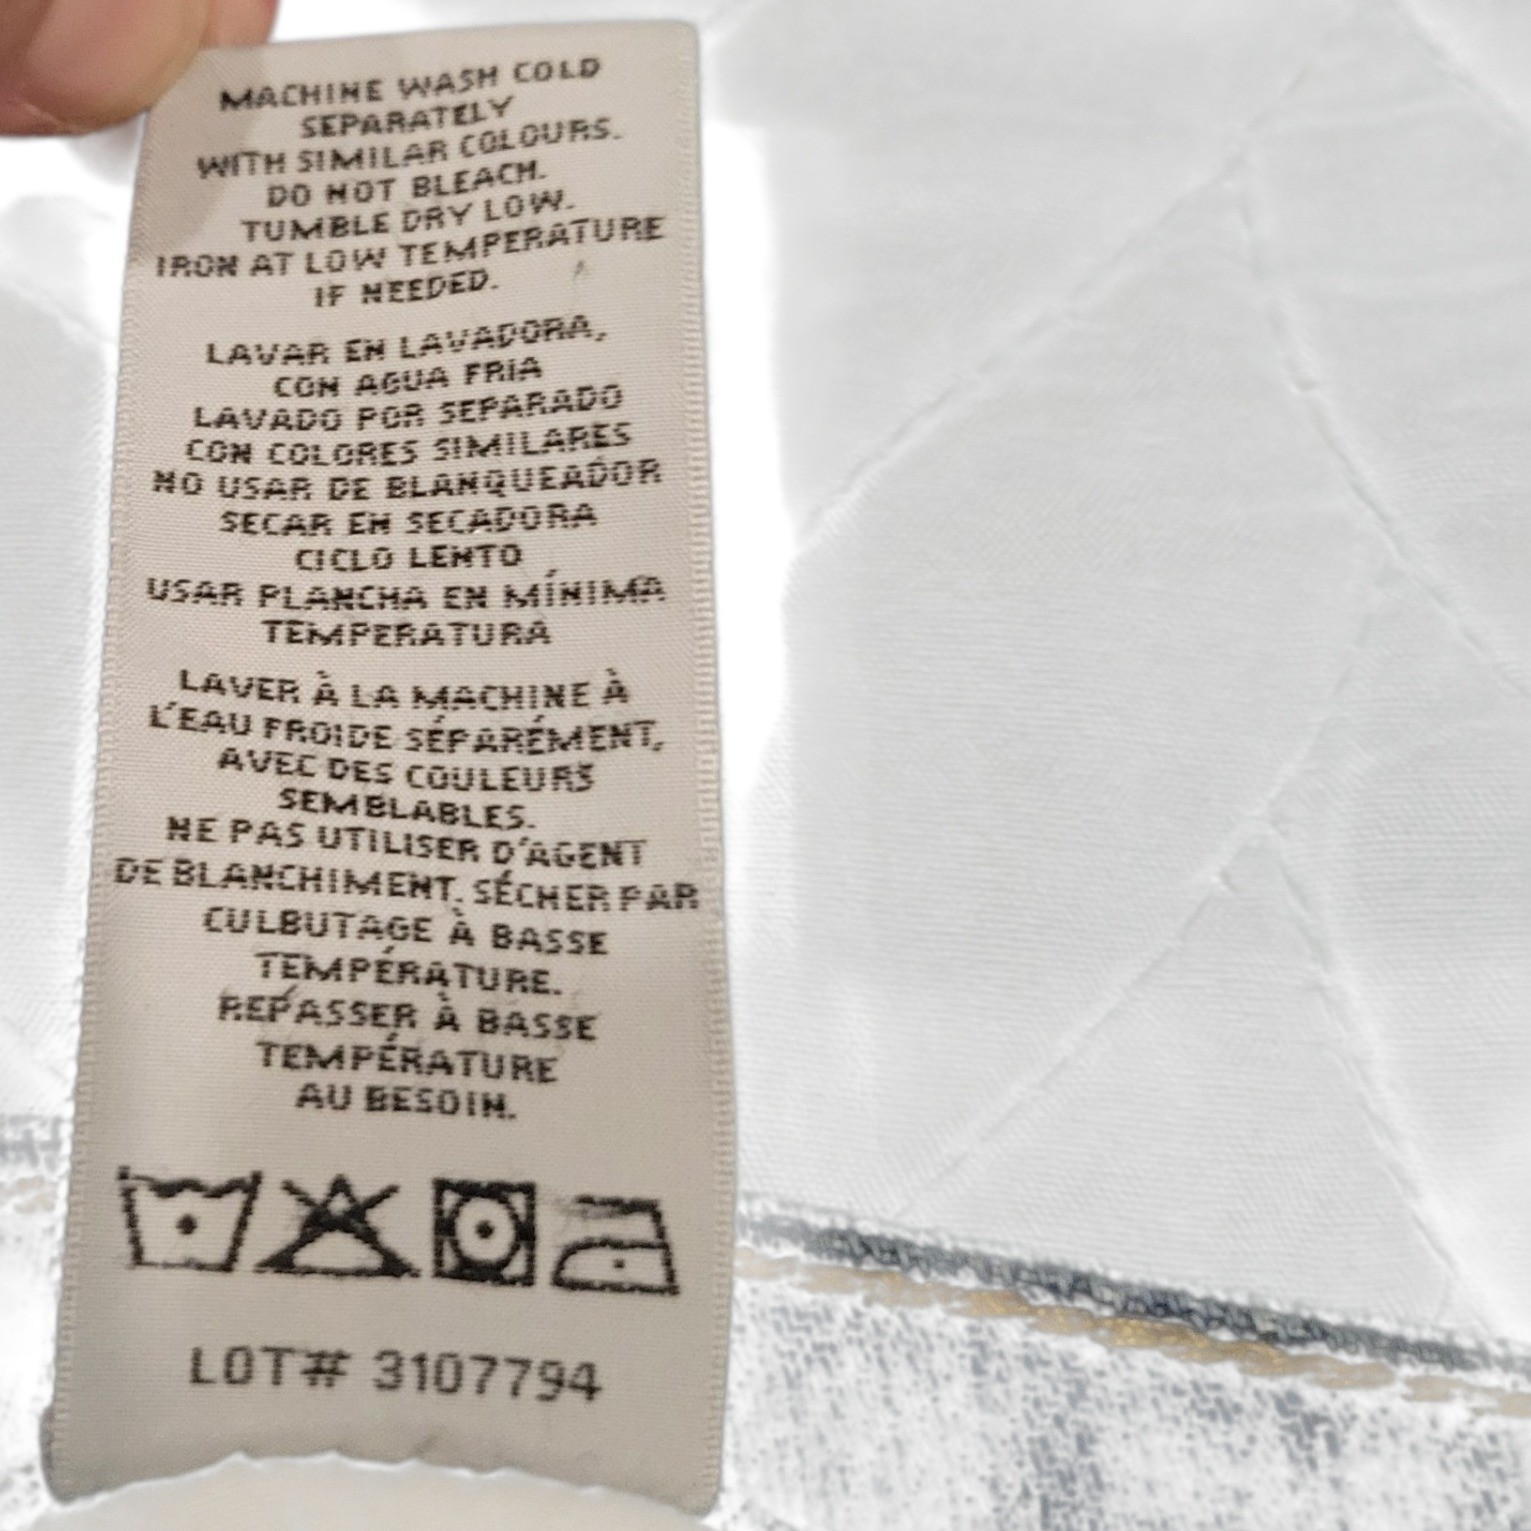 MACHINE WASH COLD
SEPARATELY
WITH SIMILAR COLOURS.
DO NOT BLEACH.
TUMBLE DRY LOW.
IRON AT LOW TEMPERATURE
IF NEEDED.
LAVAR EN LAVADORA,
CON AGUA FRIA
LAVADO POR SEPARADO
CON COLORES SIMILARES
NO USAR DE BLANQUEADOR
SECAR EN SECADORA
CICLO LENTO
USAR PLANCHA EN MÍNIMA
TEMPERATURA
LAVER À LA MACHINE À
L'EAU FROIDE SÉPARÉMENT,
AVEC DES COULEURS
SEMBLABLES.
NE PAS UTILISER D'AGENT
DE BLANCHIMENT. SÉCHER PAR
CULBUTAGE À BASSE
TEMPÉRATURE.
REPASSER À BASSE
TEMPÉRATURE
AU BESOIN.
LOT# 3107794